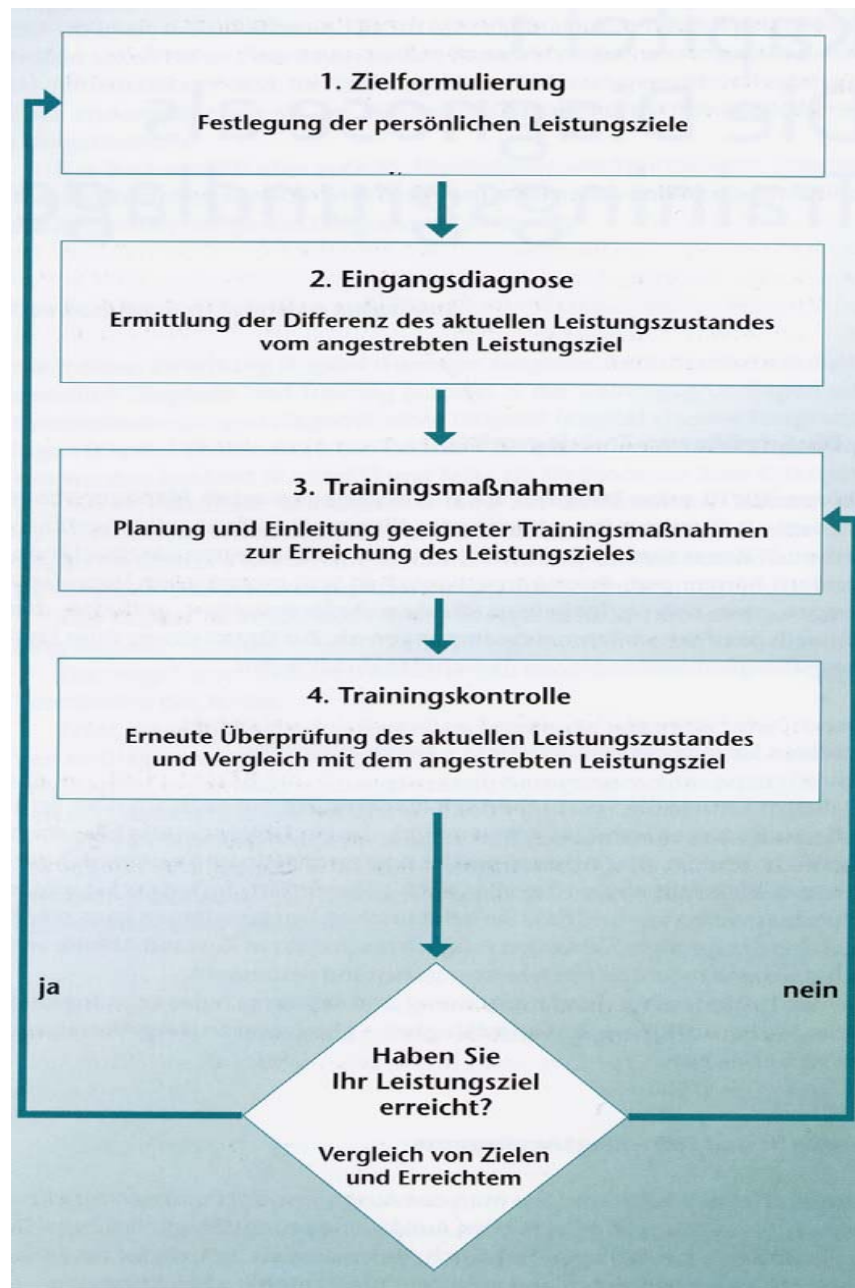 1. Zielformulierung
Festlegung der persönlichen Leistungsziele
2. Eingangsdiagnose
Ermittlung der Differenz des aktuellen Leistungszustandes
vom angestrebten Leistungsziel
3. Trainingsmaßnahmen
Planung und Einleitung geeigneter Trainingsmaßnahmen
zur Erreichung des Leistungszieles
4. Trainingskontrolle
Erneute Überprüfung des aktuellen Leistungszustandes
und Vergleich mit dem angestrebten Leistungsziel
ja
nein
Haben Sie
Ihr Leistungsziel
erreicht?
Vergleich von Zielen
und Erreichtem